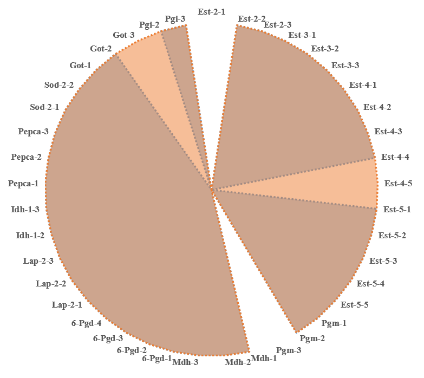 Est-2-1
Est-2-2
Est-2-3
Est-3-1
Est-3-2
Est-3-3
Est-4-1
Est-4-2
Est-4-3
Est-4-4
Est-4-5
Est-5-1
Est-5-2
Est-5-3
Est-5-4
Est-5-5
Pgm-1
Pgm-2
Pgm-3
Mdh-1
Mdh-2
Mdh-3
6-Pgd-1
6-Pgd-2
6-Pgd-3
6-Pgd-4
Lap-2-1
Lap-2-2
Lap-2-3
Idh-1-2
Idh-1-3
Pepca-1
Pepca-2
Pepca-3
Sod-2-1
Sod-2-2
Got-1
Got-2
Got-3
Pgi-2
Pgi-3